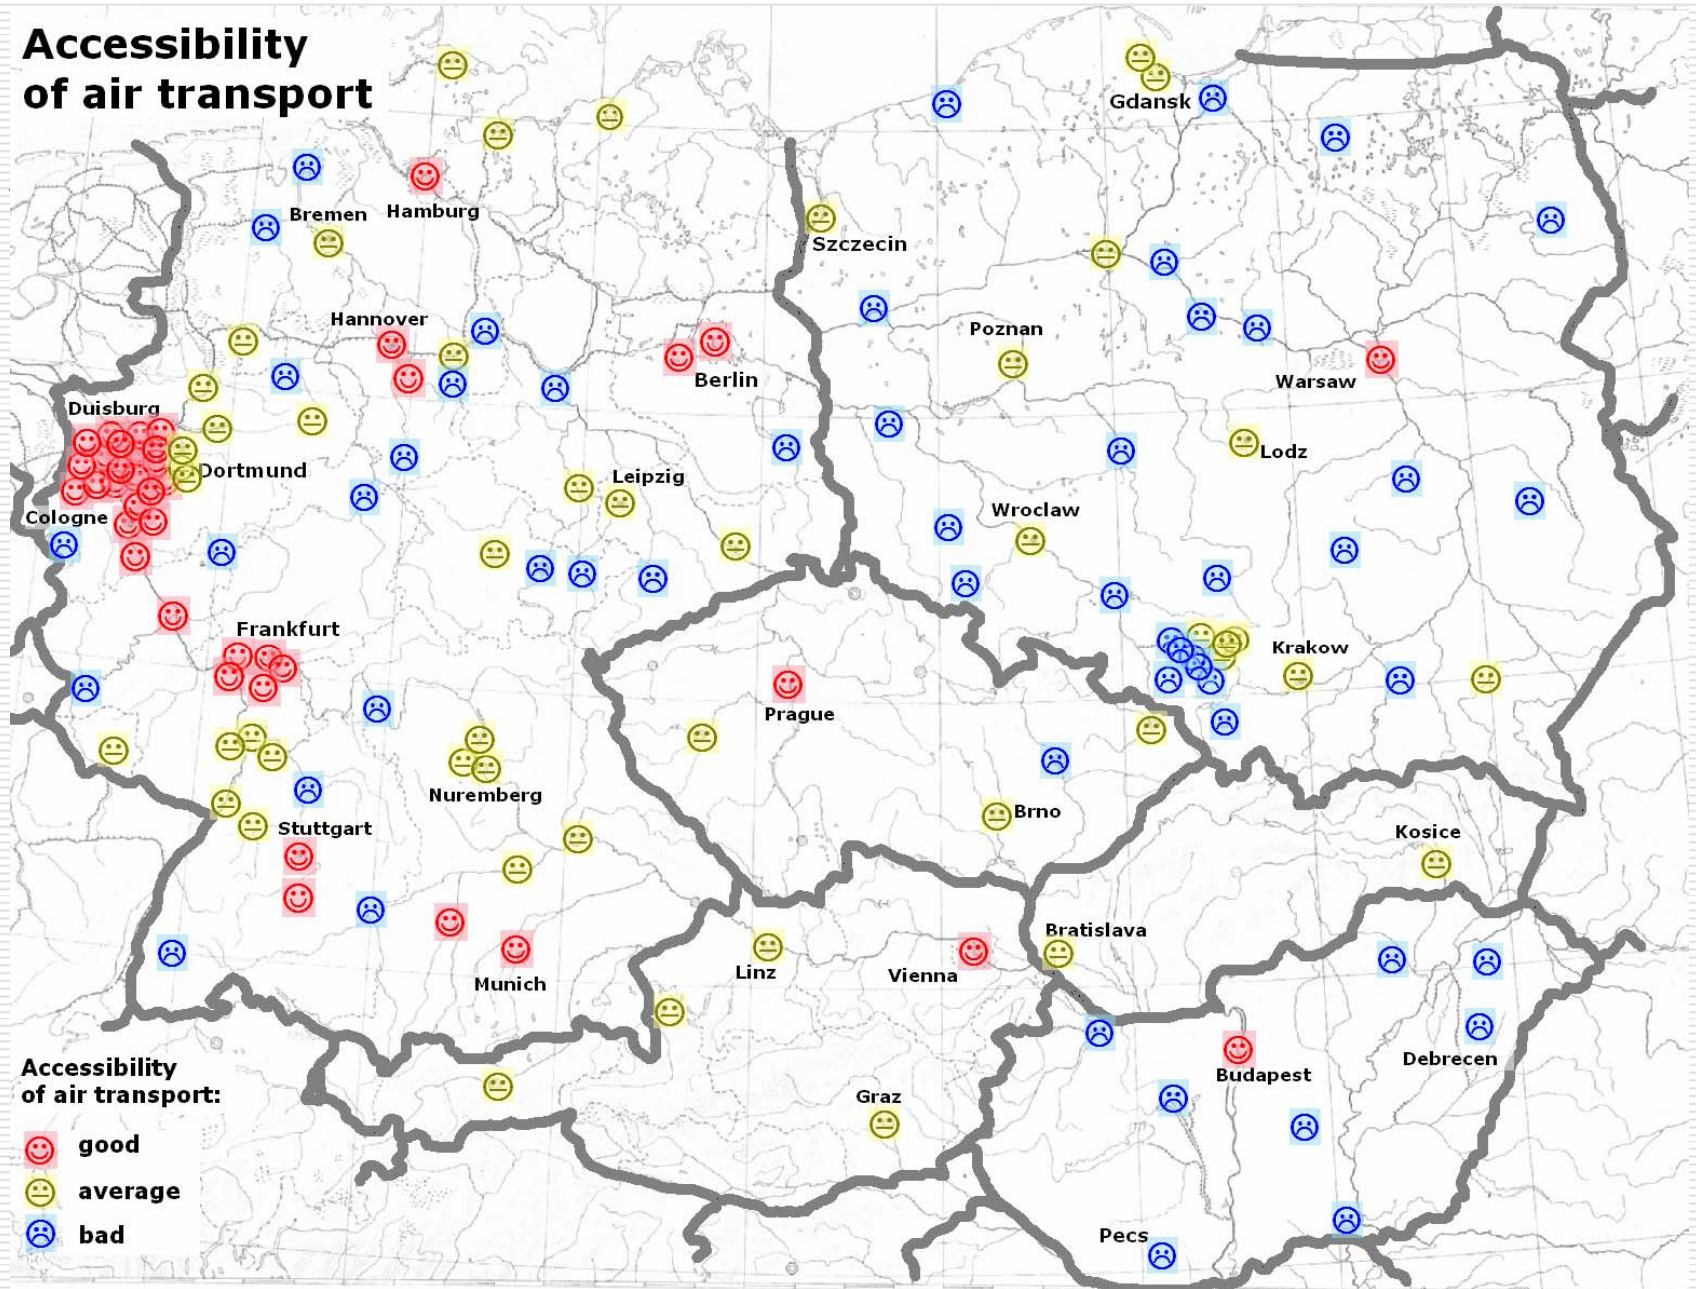 Accessibility
of air transport
Gdansk
Bremen
Hamburg
Szczecin
Hannover
Poznan
Berlin
Warsaw
Duisburg
Lodz
Dortmund
Leipzig
Wroclaw
Cologne
Frankfurt
Krakow
Prague
Nuremberg
Brno
Stuttgart
Kosice
Bratislava
Linz
Vienna
Munich
Debrecen
Accessibility
of air transport:
Budapest
Graz
good
average
bad
Pecs